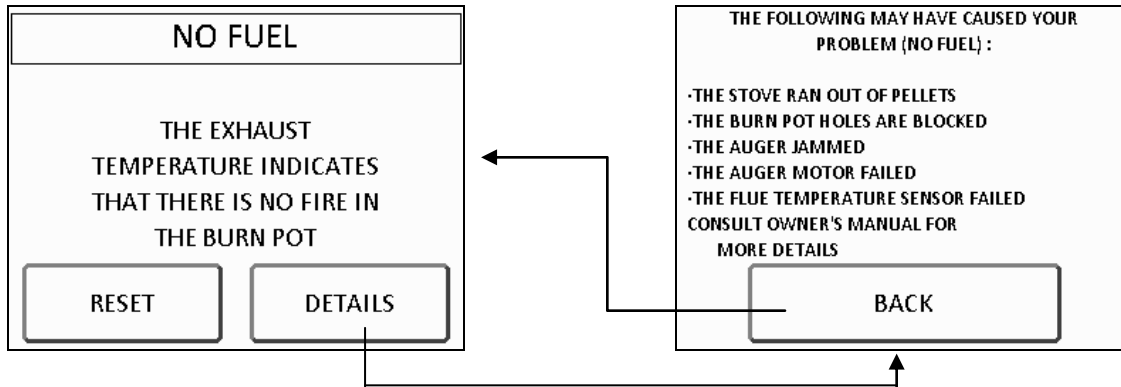 NO FUEL
THE EXHAUST
TEMPERATURE INDICATES
THAT THERE IS NO FIRE IN
THE BURN POT
RESET
DETAILS
THE FOLLOWING MAY HAVE CAUSED YOUR
PROBLEM (NO FUEL) :
·THE STOVE RAN OUT OF PELLETS
·THE BURN POT HOLES ARE BLOCKED
·THE AUGER JAMMED
·THE AUGER MOTOR FAILED
·THE FLUE TEMPERATURE SENSOR FAILED
CONSULT OWNER'S MANUAL FOR
MORE DETAILS
BACK